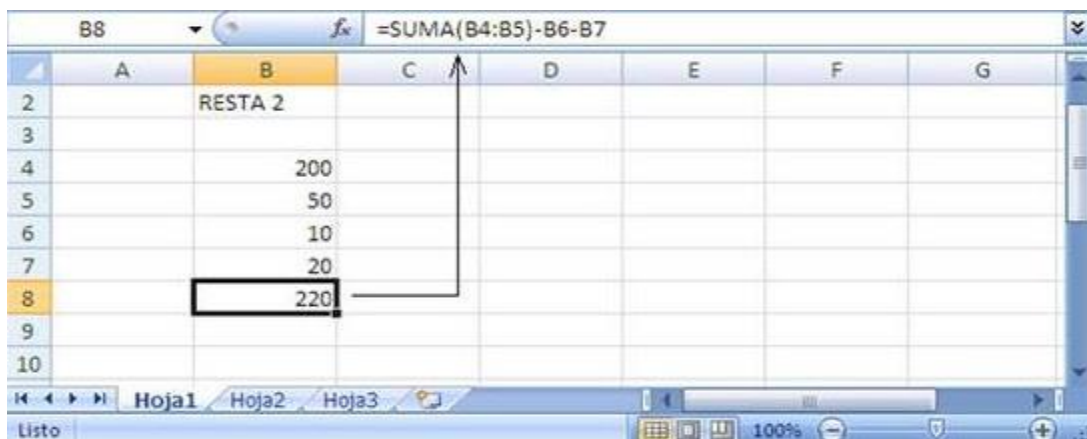 B8 fx =SUMA(B4:B5)-B6-B7
A B C D E F G
2 RESTA 2
3
4 200
5 50
6 10
7 20
8 220
9
10
Hoja1 Hoja2 Hoja3
Listo 100%